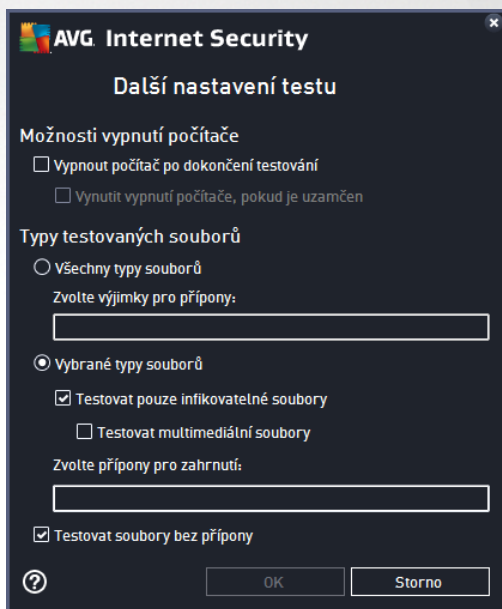 AVG. Internet Security
Další nastavení testu
Možnosti vypnutí počítače
Vypnout počítač po dokončení testování
Vynutit vypnutí počítače, pokud je uzamčen
Typy testovaných souborů
Všechny typy souborů
Zvolte výjimky pro přípony:
Vybrané typy souborů
Testovat pouze infikovatelné soubory
Testovat multimediální soubory
Zvolte přípony pro zahrnutí:
Testovat soubory bez přípony
? OK Storno